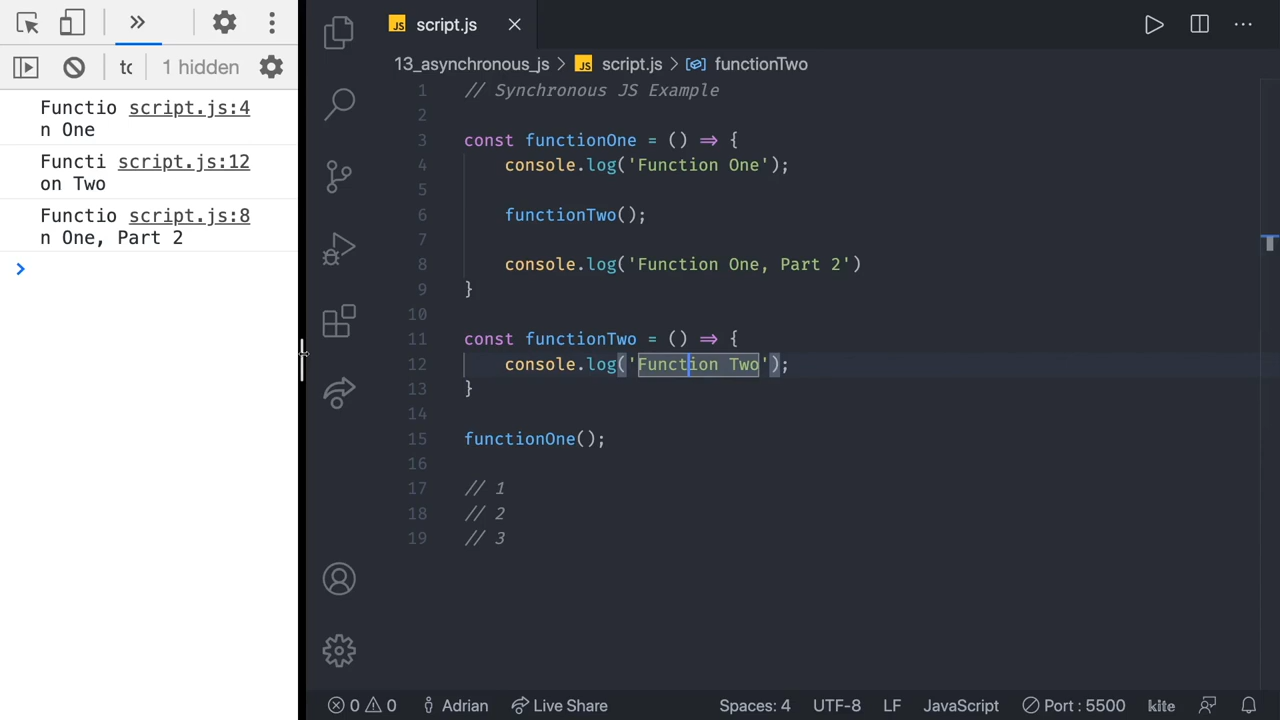 tc 1 hidden
Functio script.js:4
n One
Functi script.js:12
on Two
Functio script.js:8
n One, Part 2
JS script.js
13_asynchronous_js > JS script.js > functionTwo
1 // Synchronous JS Example
2
3 const functionOne = () => {
4 console.log('Function One');
5
6 functionTwo();
7
8 console.log('Function One, Part 2')
9 }
10
11 const functionTwo = () => {
12 console.log('Function Two');
13 }
14
15 functionOne();
16
17 // 1
18 // 2
19 // 3
0 0 Adrian Live Share Spaces: 4 UTF-8 LF JavaScript Port : 5500 kite